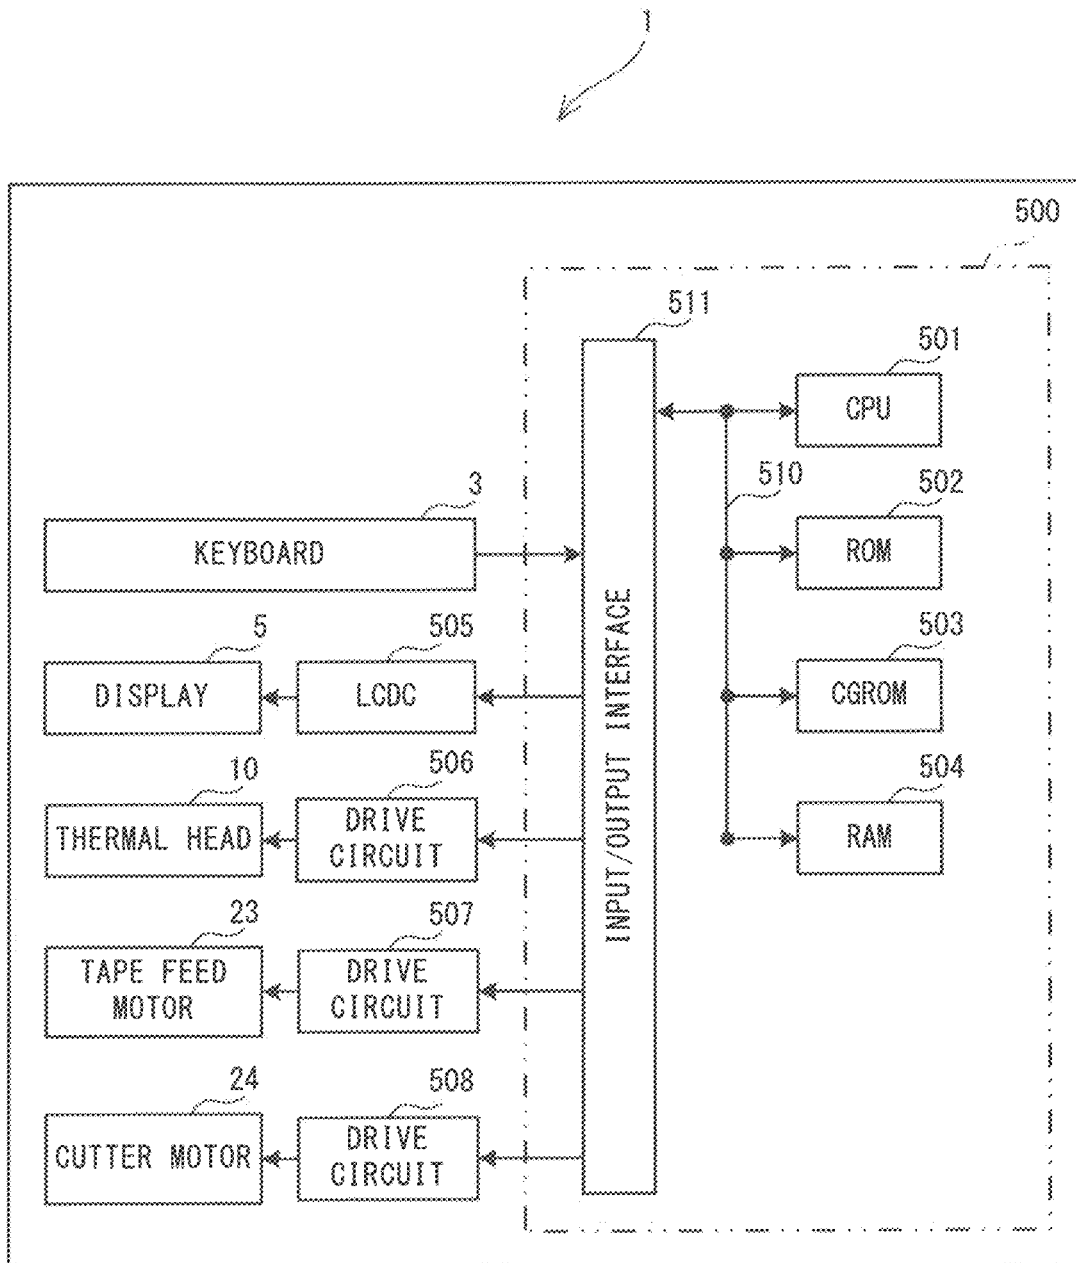 1
500
511
501
CPU
510
502
ROM
3
KEYBOARD
INPUT/OUTPUT INTERFACE
503
CGROM
5
505
DISPLAY
LCDC
504
RAM
10
506
THERMAL HEAD
DRIVE
CIRCUIT
23
507
TAPE FEED
MOTOR
DRIVE
CIRCUIT
24
508
CUTTER MOTOR
DRIVE
CIRCUIT